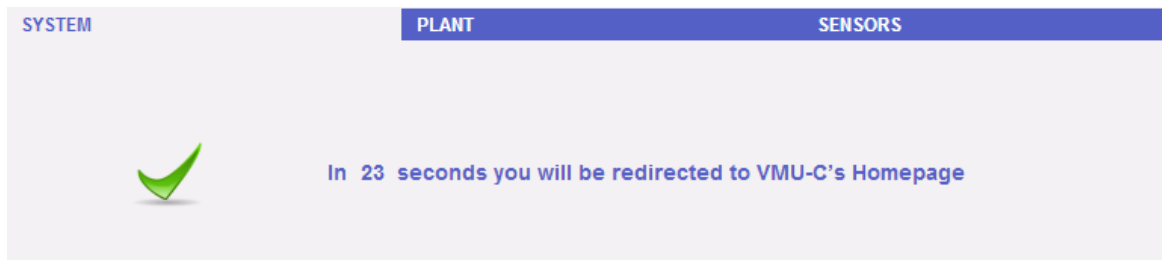 SYSTEM PLANT SENSORS
In 23 seconds you will be redirected to VMU-C's Homepage